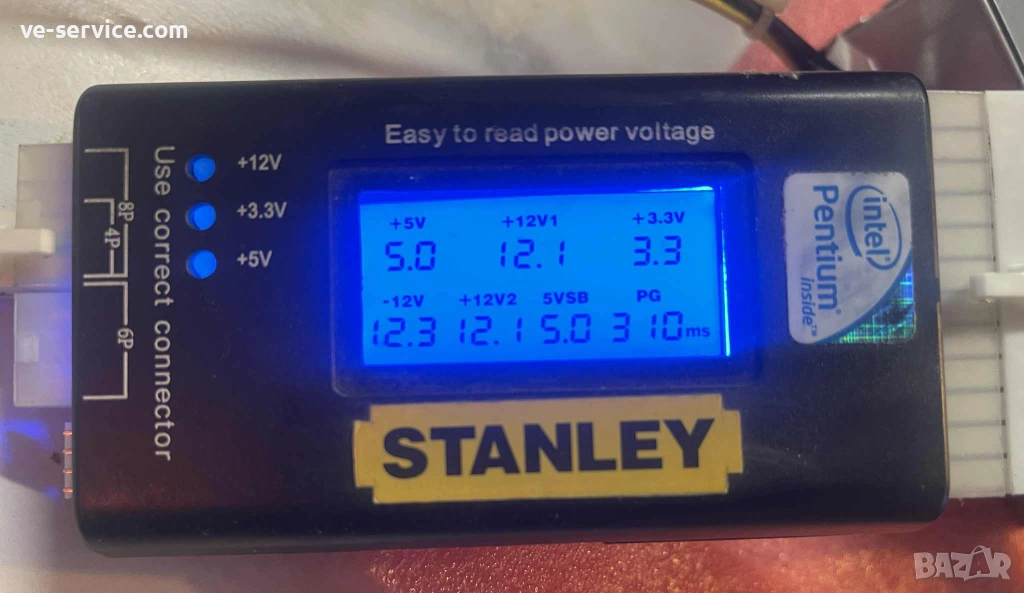 ve-service.com
Easy to read power voltage
Use correct connector
8P
4P
6P
+12V
+3.3V
+5V
+5V +12V1 +3.3V
5.0 12.1 3.3
-12V +12V2 5VSB PG
12.3 12.1 5.0 310ms
intel
Pentium®
inside™
STANLEY
BAZAR